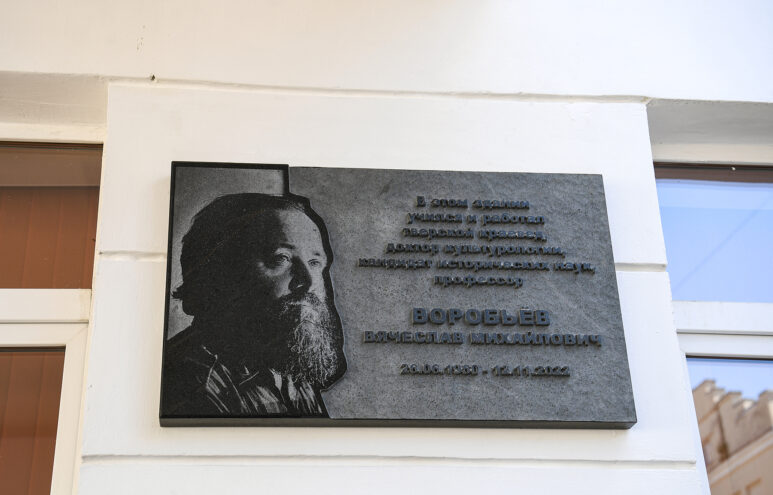 В этом здании
учился и работал
тверской краевед,
доктор культурологии,
кандидат исторических наук,
профессор
ВОРОБЬЁВ
ВЯЧЕСЛАВ МИХАЙЛОВИЧ